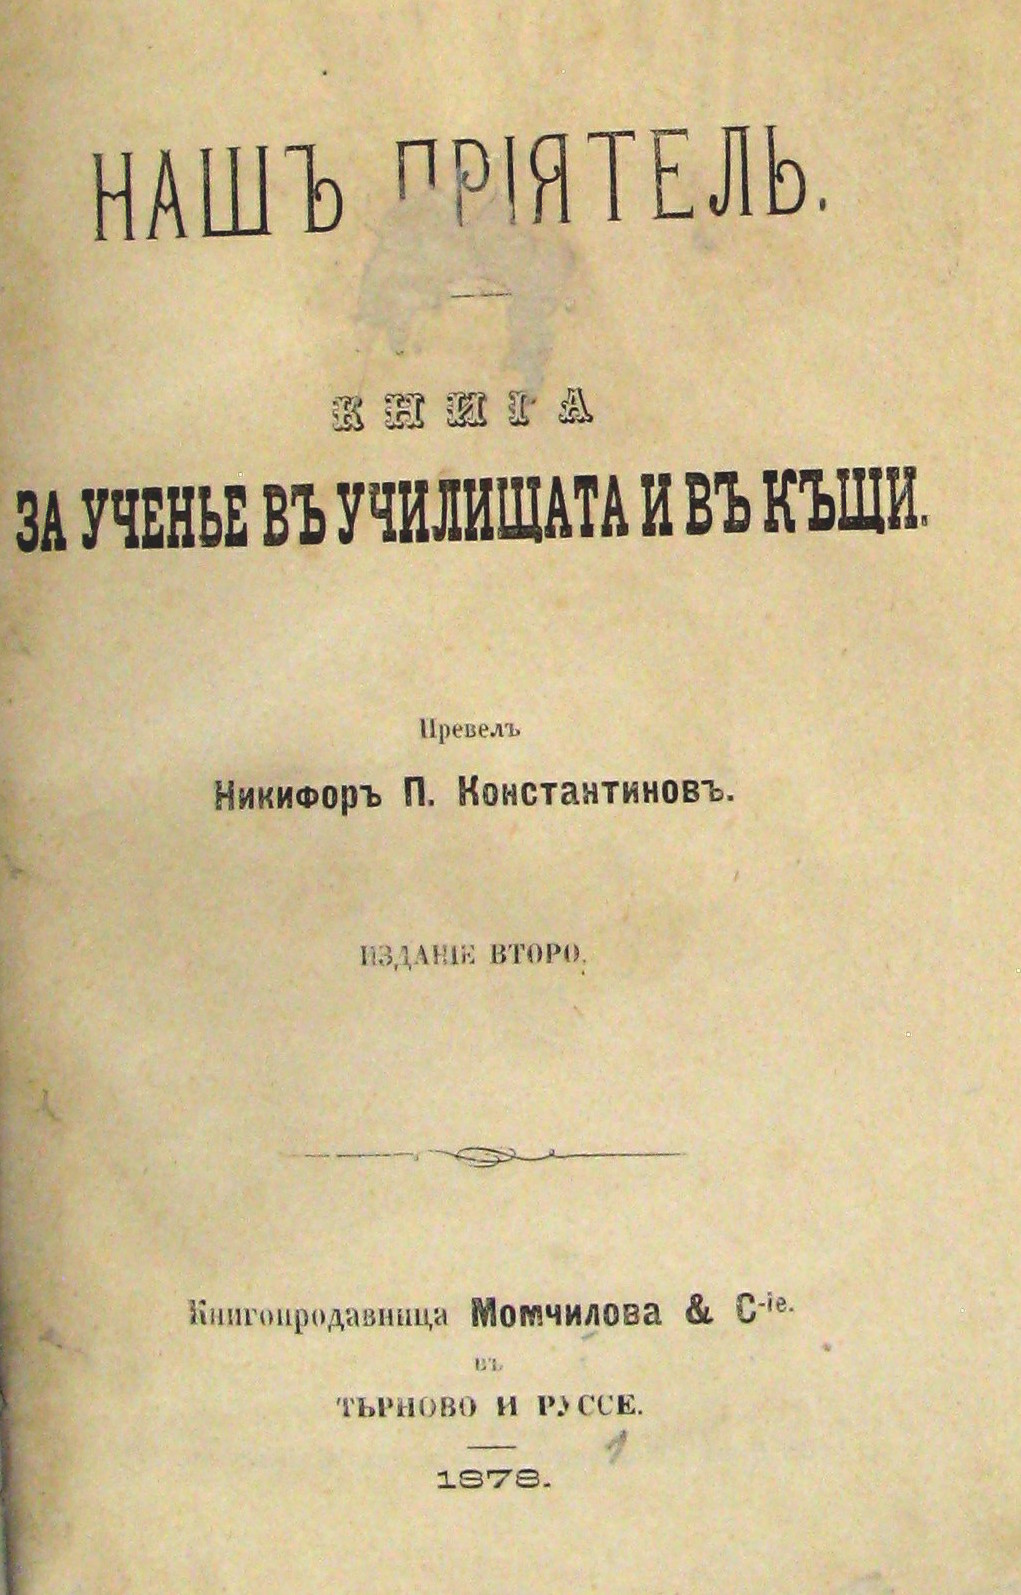 НАШЪ ПРІЯТЕЛЬ.
КНИГА
ЗА УЧЕНЬЕ ВЪ УЧИЛИЩАТА И ВЪ КЪЩИ.
Превелъ
Никифоръ П. Константиновъ.
ИЗДАНІЕ ВТОРО.
Книгопродавница Момчилова & C-ie.
въ
ТЪРНОВО И РУССЕ.
1878.